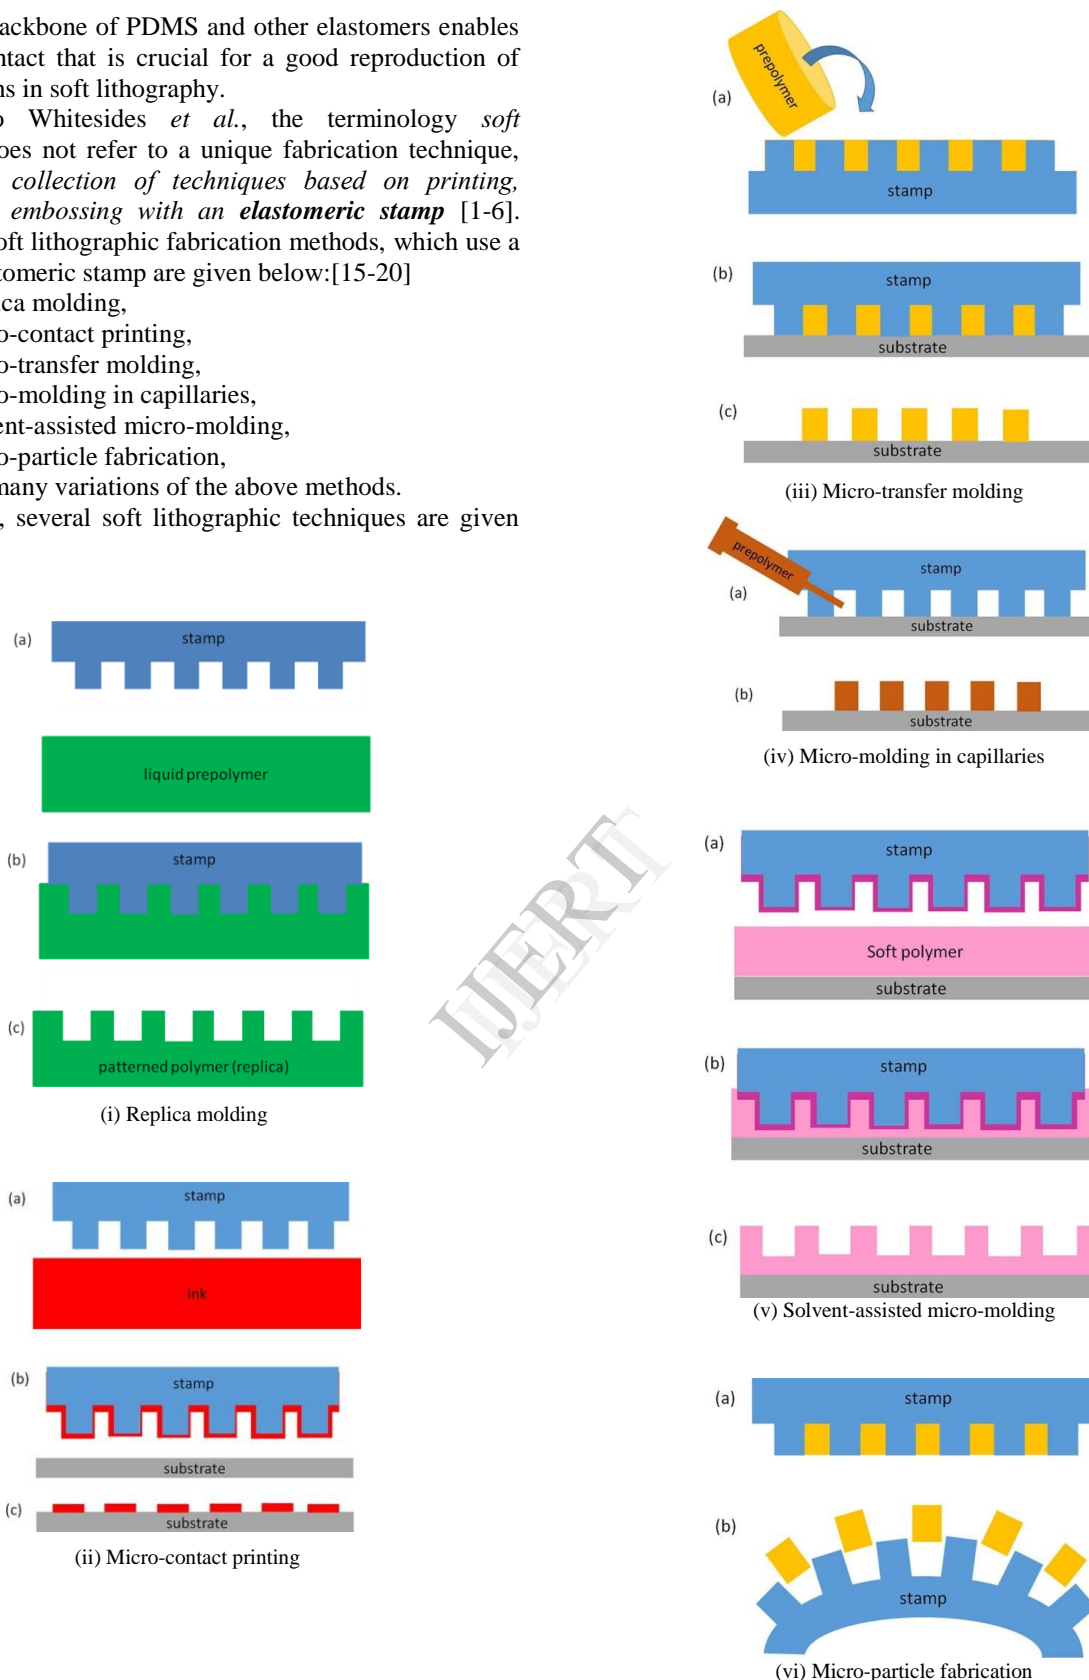 ackbone of PDMS and other elastomers enables
ntact that is crucial for a good reproduction of
ns in soft lithography.
o Whitesides et al., the terminology soft
oes not refer to a unique fabrication technique,
collection of techniques based on printing,
embossing with an elastomeric stamp [1-6].
oft lithographic fabrication methods, which use a
tomeric stamp are given below:[15-20]
ica molding,
o-contact printing,
o-transfer molding,
o-molding in capillaries,
ent-assisted micro-molding,
o-particle fabrication,
many variations of the above methods.
, several soft lithographic techniques are given
(a)
stamp
liquid prepolymer
(b)
stamp
(c)
patterned polymer (replica)
(i) Replica molding
(a)
stamp
ink
(b)
stamp
substrate
(c)
substrate
(ii) Micro-contact printing
prepolymer
(a)
stamp
(b)
stamp
substrate
(c)
substrate
(iii) Micro-transfer molding
prepolymer
stamp
(a)
substrate
(b)
substrate
(iv) Micro-molding in capillaries
(a)
stamp
Soft polymer
substrate
(b)
stamp
substrate
(c)
substrate
(v) Solvent-assisted micro-molding
(a)
stamp
(b)
stamp
(vi) Micro-particle fabrication
IJERT